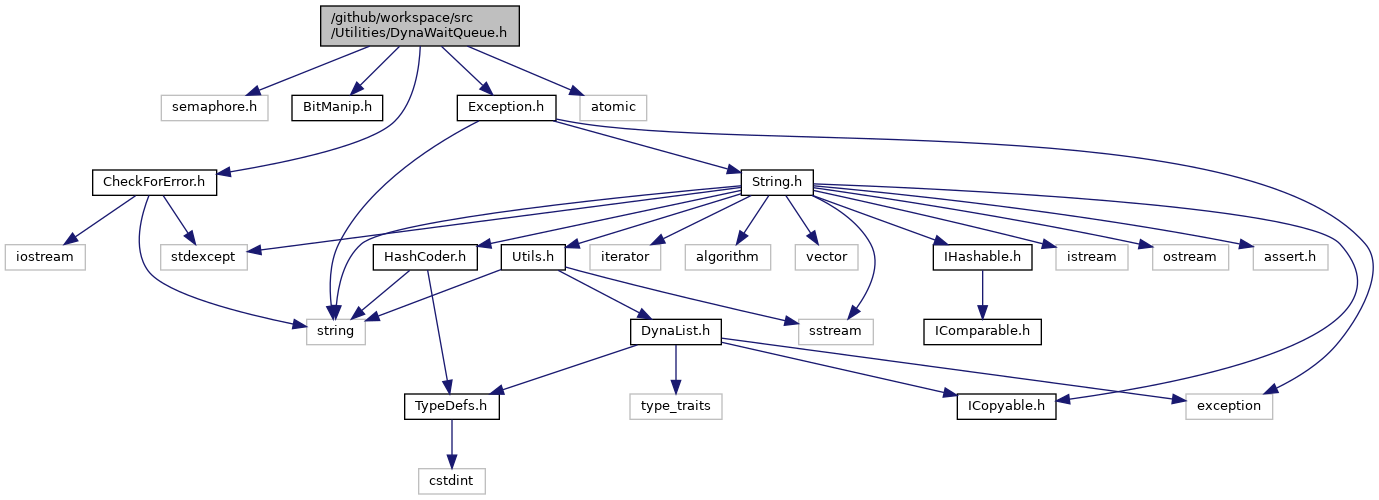 /github/workspace/src
/Utilities/DynaWaitQueue.h
semaphore.h
BitManip.h
Exception.h
atomic
CheckForError.h
String.h
iostream
stdexcept
HashCoder.h
Utils.h
iterator
algorithm
vector
IHashable.h
istream
ostream
assert.h
string
DynaList.h
sstream
IComparable.h
TypeDefs.h
type_traits
ICopyable.h
exception
cstdint